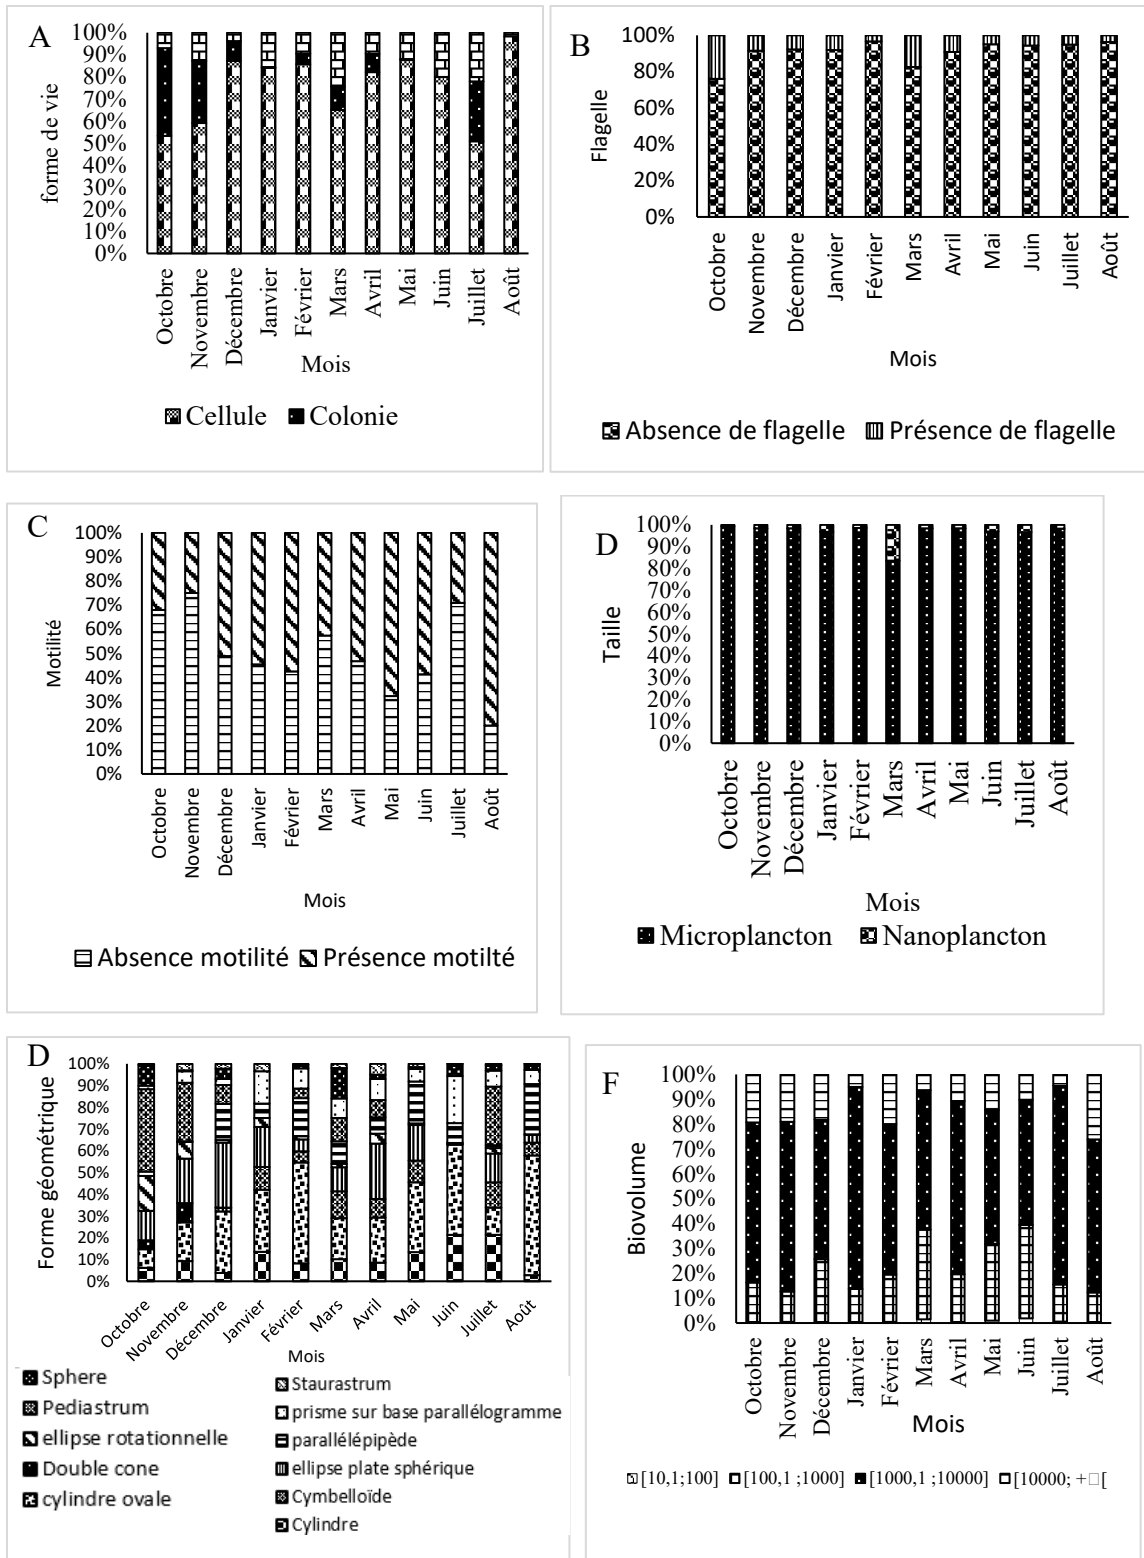 A
forme de vie
100%
90%
80%
70%
60%
50%
40%
30%
20%
10%
0%
Octobre
Novembre
Décembre
Janvier
Février
Mars
Avril
Mai
Juin
Juillet
Août
Mois
Cellule
Colonie
B
Flagelle
100%
80%
60%
40%
20%
0%
Octobre
Novembre
Décembre
Janvier
Février
Mars
Avril
Mai
Juin
Juillet
Août
Mois
Absence de flagelle
Présence de flagelle
C
Motilité
100%
90%
80%
70%
60%
50%
40%
30%
20%
10%
0%
Octobre
Novembre
Décembre
Janvier
Février
Mars
Avril
Mai
Juin
Juillet
Août
Mois
Absence motilité
Présence motilté
D
Taille
100%
90%
80%
70%
60%
50%
40%
30%
20%
10%
0%
Octobre
Novembre
Décembre
Janvier
Février
Mars
Avril
Mai
Juin
Juillet
Août
Mois
Microplancton
Nanoplancton
D
Forme géométrique
100%
90%
80%
70%
60%
50%
40%
30%
20%
10%
0%
Octobre
Novembre
Décembre
Janvier
Février
Mars
Avril
Mai
Juin
Juillet
Août
Mois
Sphere
Pediastrum
ellipse rotationnelle
Double cone
cylindre ovale
Staurastrum
prisme sur base parallélogramme
parallélépipède
ellipse plate sphérique
Cymbelloïde
Cylindre
F
Biovolume
100%
90%
80%
70%
60%
50%
40%
30%
20%
10%
0%
Octobre
Novembre
Décembre
Janvier
Février
Mars
Avril
Mai
Juin
Juillet
Août
Mois
[10,1;100]
[100,1 ;1000]
[1000,1 ;10000]
[10000; +□[